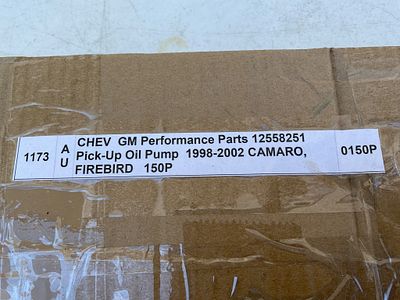 1173
A
U
CHEV GM Performance Parts 12558251
Pick-Up Oil Pump 1998-2002 CAMARO,
FIREBIRD 150P
0150P